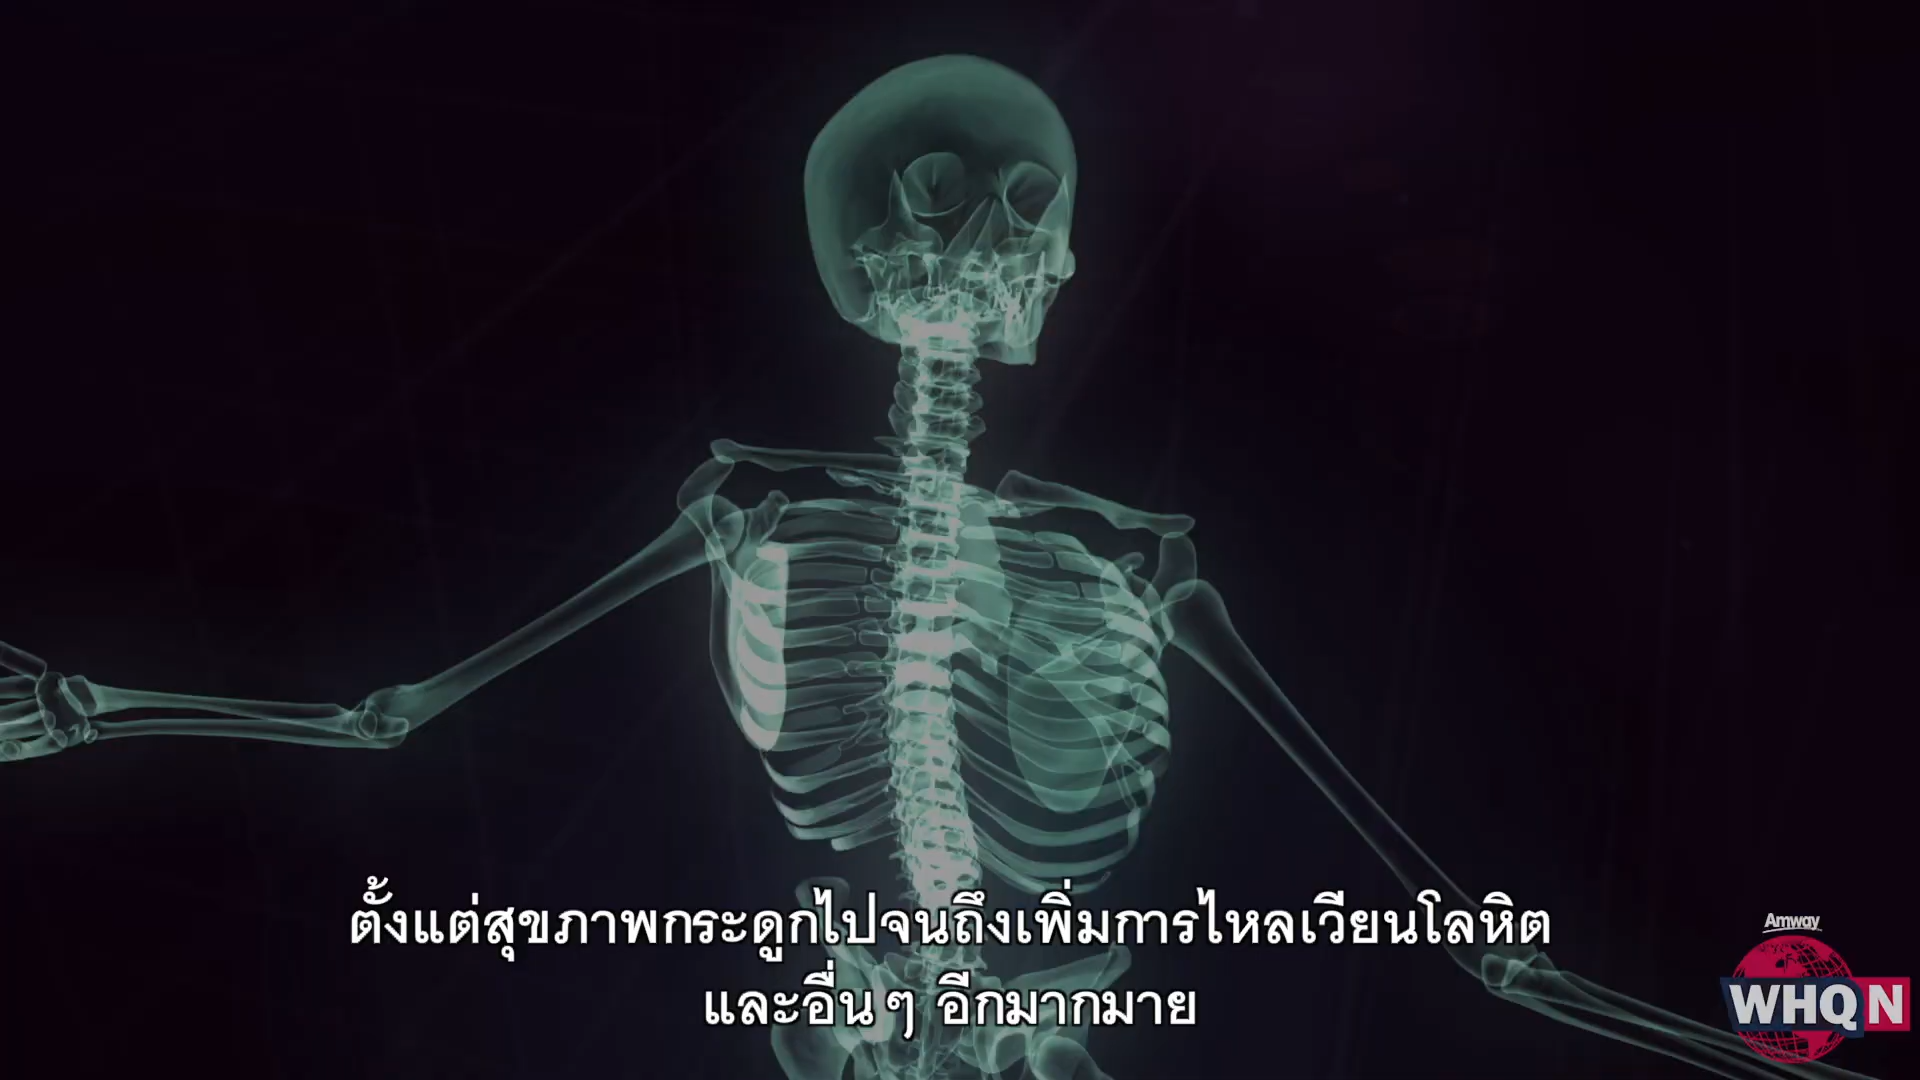 ตั้งแต่สุขภาพกระดูกไปจนถึงเพิ่มการไหลเวียนโลหิต
และอื่นๆ อีกมากมาย
Amway
WHQN